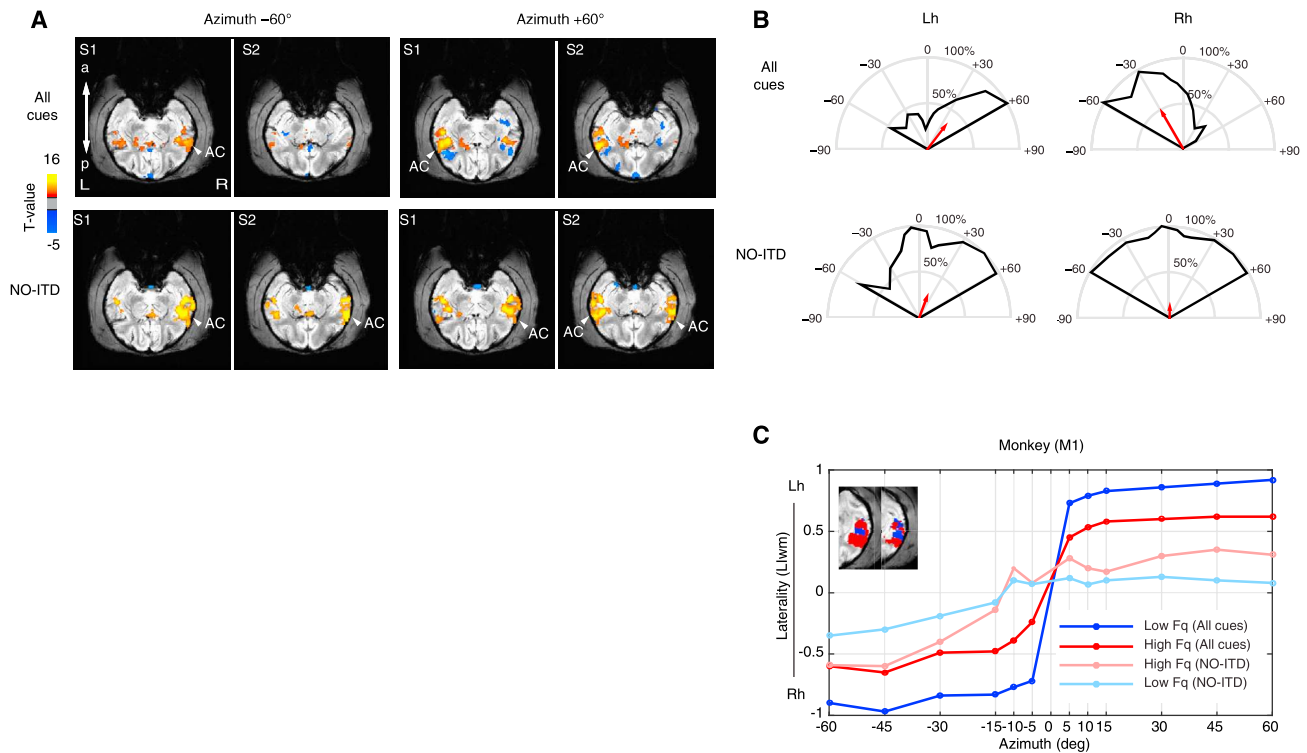 A
Azimuth −60°
Azimuth +60°
S1
S2
S1
S2
a
p
L
R
AC
AC
AC
All
cues
16
T-value
-5
S1
S2
S1
S2
NO-ITD
AC
AC
AC
AC
AC
B
Lh
Rh
All
cues
0
100%
−30
+30
50%
−60
+60
−90
+90
0
100%
−30
+30
50%
−60
+60
−90
+90
NO-ITD
0
100%
−30
+30
50%
−60
+60
−90
+90
0
100%
−30
+30
50%
−60
+60
-90
+90
C
Monkey (M1)
Lh
Laterality (LIwm)
Rh
1
0.5
0
-0.5
-1
Low Fq (All cues)
High Fq (All cues)
High Fq (NO-ITD)
Low Fq (NO-ITD)
-60 -45 -30 -15 -10 -5 0 5 10 15 30 45 60
Azimuth (deg)